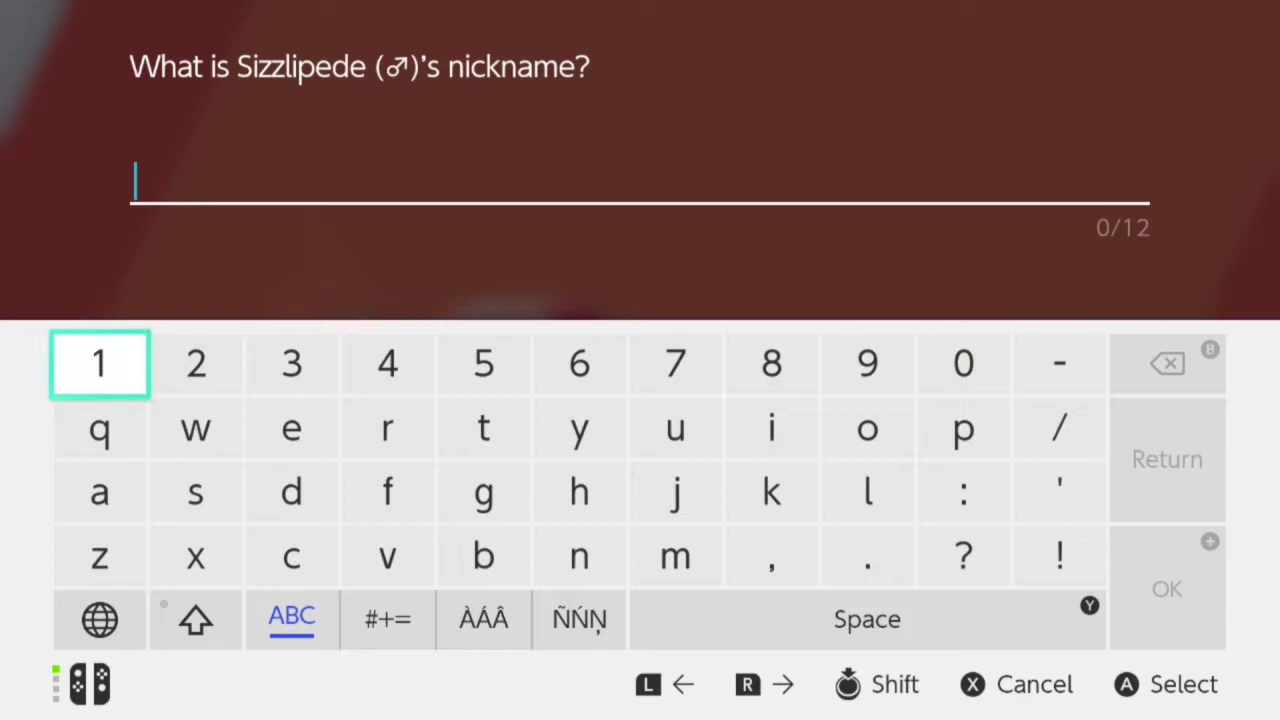 What is Sizzlipede (♂)'s nickname?
0/12
1 2 3 4 5 6 7 8 9 0 -
B
q w e r t y u i o p /
Return
a s d f g h j k l : '
z x c v b n m , . ? !
+
OK
ABC #+= ÀÁÂ ÑŃŅ Space Y
L ← R → Shift X Cancel A Select